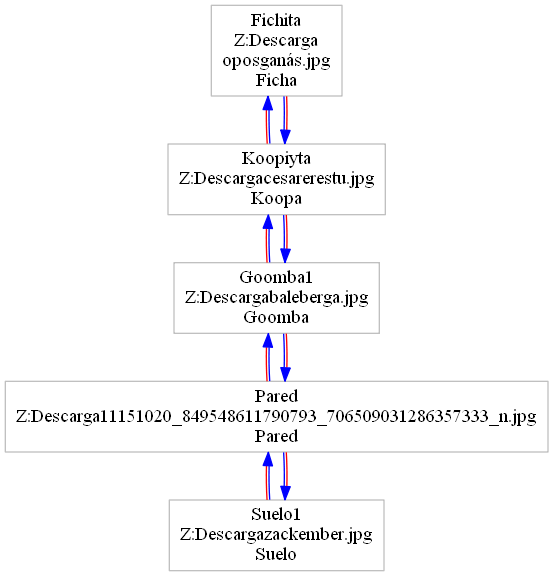 Fichita
Z:Descarga
oposganás.jpg
Ficha
Koopiyta
Z:Descargacesarerestu.jpg
Koopa
Goomba1
Z:Descargabaleberga.jpg
Goomba
Pared
Z:Descarga11151020_849548611790793_706509031286357333_n.jpg
Pared
Suelo1
Z:Descargazackember.jpg
Suelo